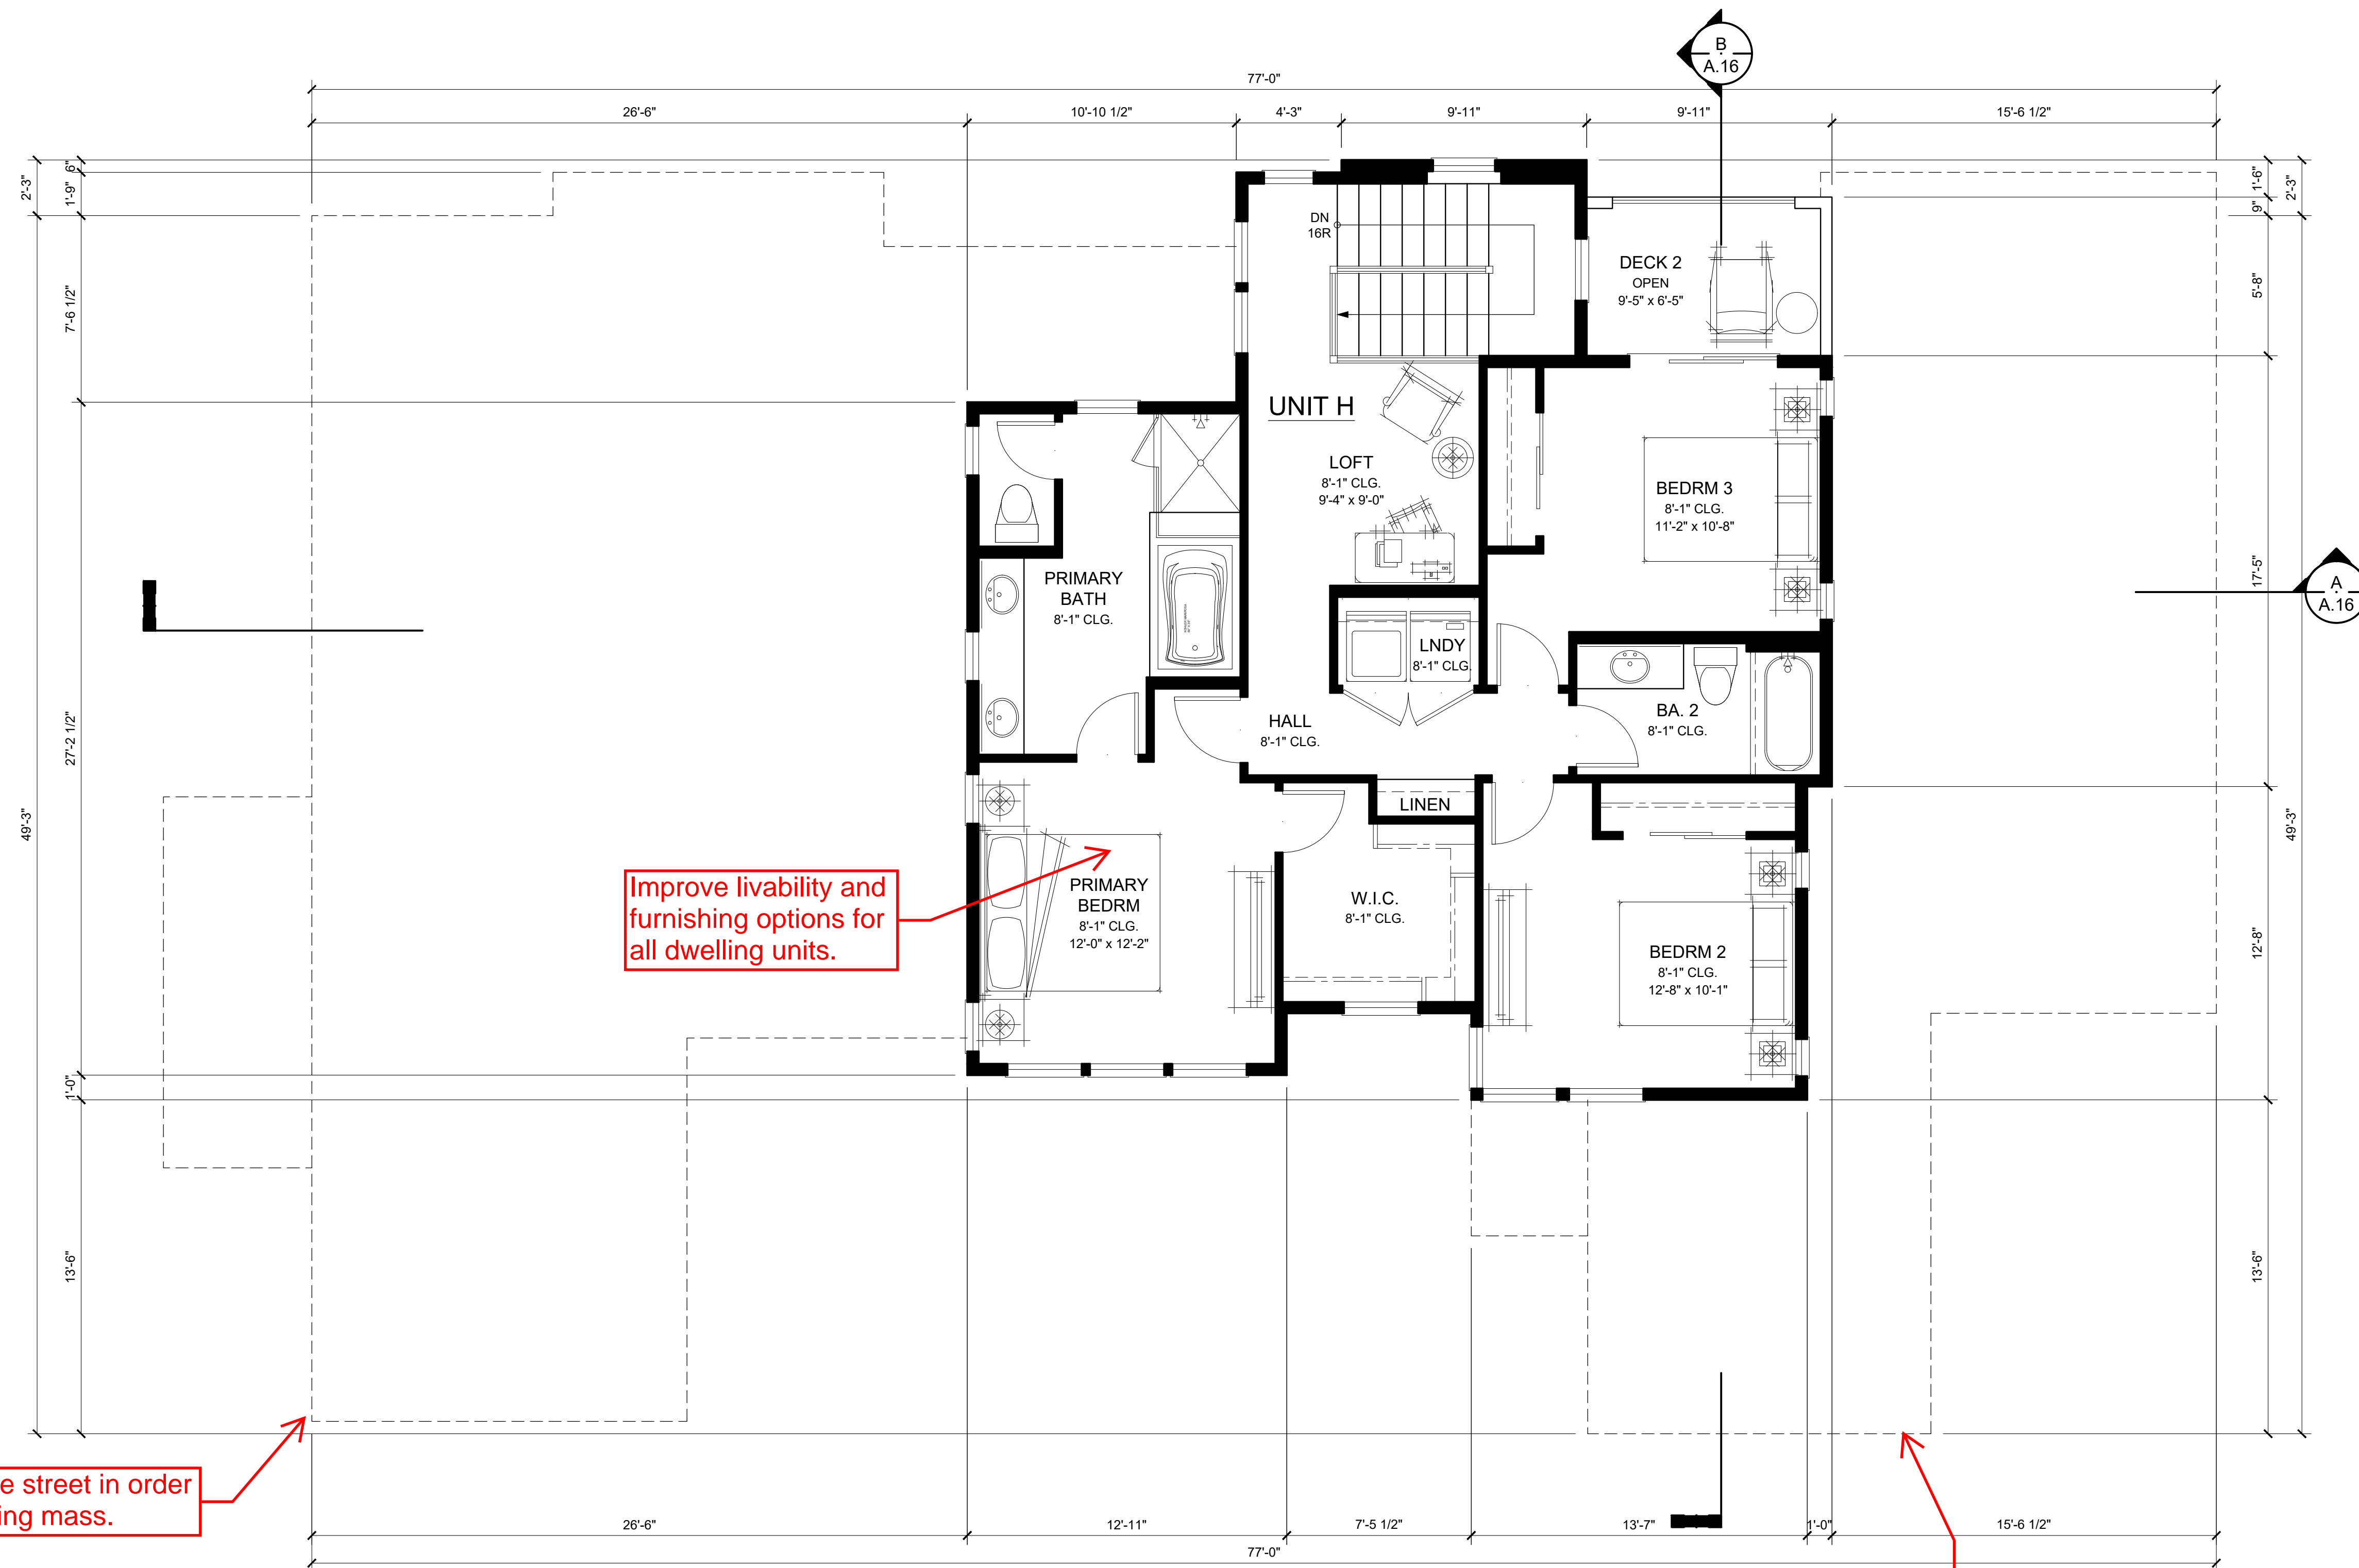 B
A.16
77'-0"
26'-6"
10'-10 1/2"
4'-3"
9'-11"
9'-11"
15'-6 1/2"
2'-3"
6"
1'-9"
7'-6 1/2"
27'-2 1/2"
49'-3"
1'-0"
13'-6"
1'-6"
2'-3"
9"
5'-8"
17'-5"
12'-8"
49'-3"
13'-6"
A
A.16
DN
16R
DECK 2
OPEN
9'-5" x 6'-5"
UNIT H
LOFT
8'-1" CLG.
9'-4" x 9'-0"
BEDRM 3
8'-1" CLG.
11'-2" x 10'-8"
PRIMARY
BATH
8'-1" CLG.
LNDY
8'-1" CLG.
HALL
8'-1" CLG.
BA. 2
8'-1" CLG.
LINEN
PRIMARY
BEDRM
8'-1" CLG.
12'-0" x 12'-2"
W.I.C.
8'-1" CLG.
BEDRM 2
8'-1" CLG.
12'-8" x 10'-1"
Improve livability and
furnishing options for
all dwelling units.
e street in order
ing mass.
26'-6"
12'-11"
7'-5 1/2"
13'-7"
1'-0"
15'-6 1/2"
77'-0"